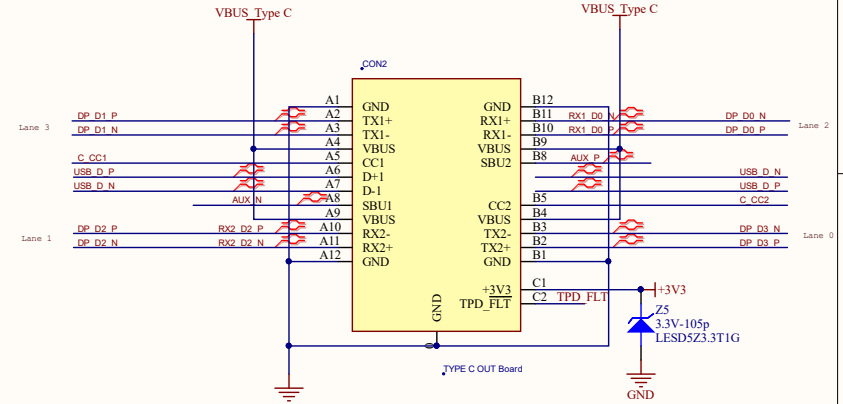 VBUS_Type C
VBUS_Type C
CON2
A1 GND GND B12
DP_D1_P A2 TX1+ RX1+ B11 RX1_D0_N DP_D0_N
Lane 3 Lane 2
DP_D1_N A3 TX1- RX1- B10 RX1_D0_P DP_D0_P
A4 VBUS VBUS B9
C_CC1 A5 CC1 SBU2 B8 AUX_P
USB_D_P A6 D+1 USB_D_N
USB_D_N A7 D-1 USB_D_P
AUX_N A8 SBU1 CC2 B5 C_CC2
A9 VBUS VBUS B4
DP_D2_P RX2_D2_P A10 RX2- TX2- B3 DP_D3_N
Lane 1 Lane 0
DP_D2_N RX2_D2_N A11 RX2+ TX2+ B2 DP_D3_P
A12 GND GND B1
+3V3 C1 +3V3
TPD_FLT C2 TPD_FLT
GND
Z5
3.3V-105p
LESD5Z3.3T1G
0
TYPE C OUT Board
GND